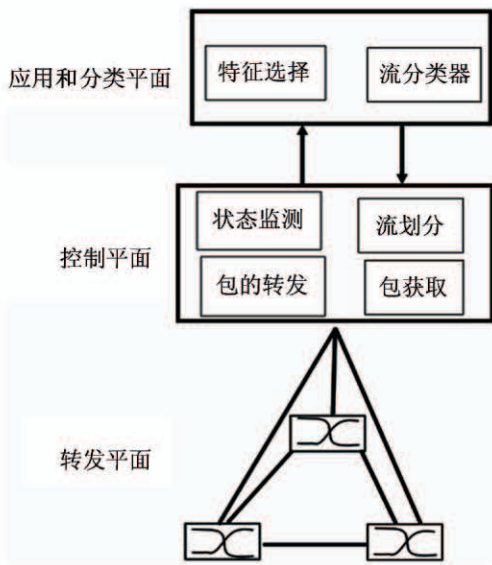 应用和分类平面
特征选择
流分类器
控制平面
状态监测
流划分
包的转发
包获取
转发平面